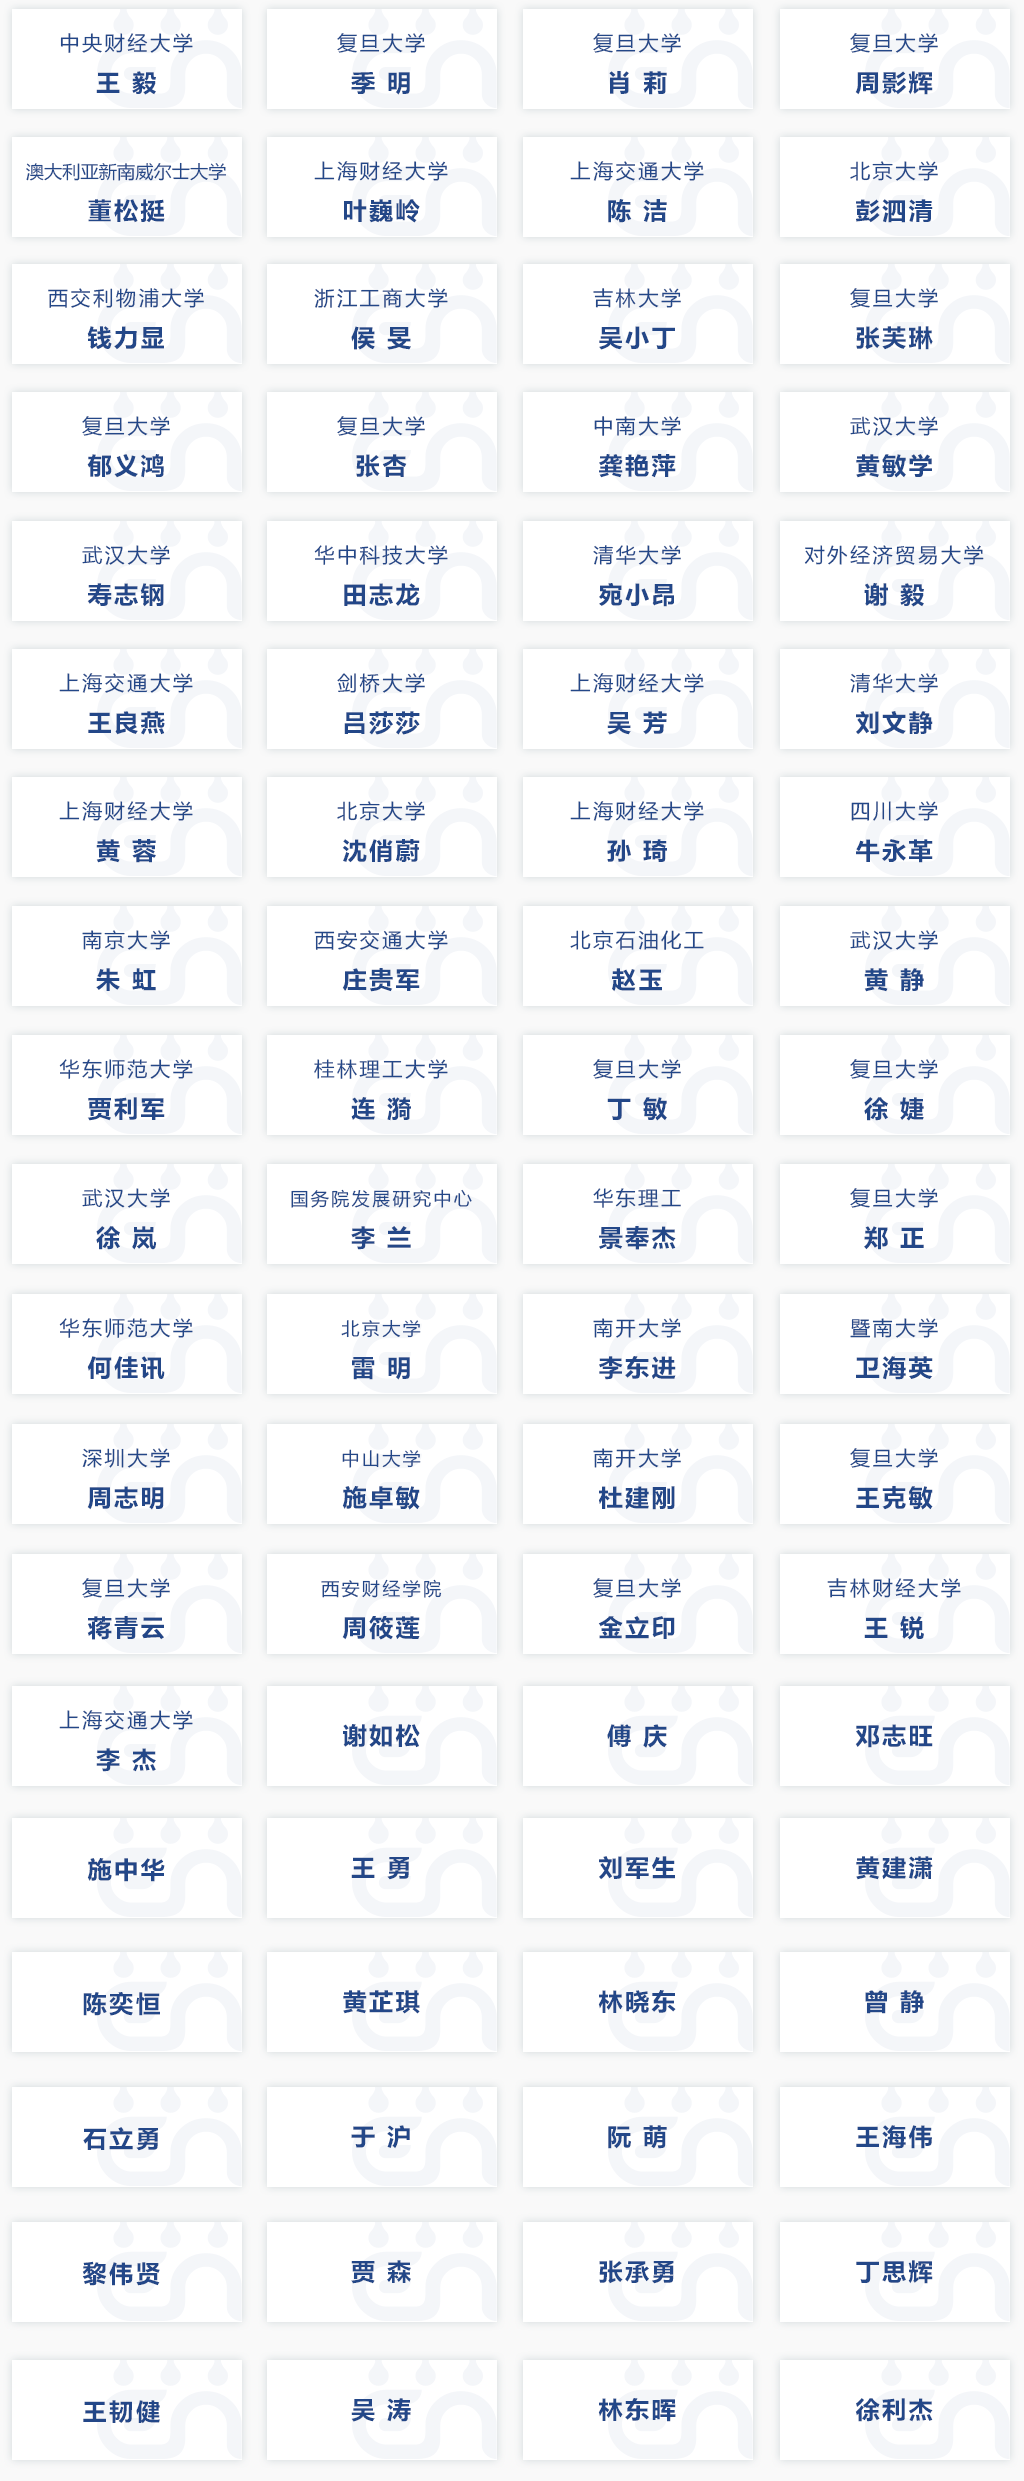 中央财经大学
王 毅
复旦大学
季 明
复旦大学
肖 莉
复旦大学
周影辉
澳大利亚新南威尔士大学
董松挺
上海财经大学
叶巍岭
上海交通大学
陈 洁
北京大学
彭泗清
西交利物浦大学
钱力显
浙江工商大学
侯 旻
吉林大学
吴小丁
复旦大学
张芙琳
复旦大学
郁义鸿
复旦大学
张杏
中南大学
龚艳萍
武汉大学
黄敏学
武汉大学
寿志钢
华中科技大学
田志龙
清华大学
宛小昂
对外经济贸易大学
谢 毅
上海交通大学
王良燕
剑桥大学
吕莎莎
上海财经大学
吴 芳
清华大学
刘文静
上海财经大学
黄 蓉
北京大学
沈俏蔚
上海财经大学
孙 琦
四川大学
牛永革
南京大学
朱 虹
西安交通大学
庄贵军
北京石油化工
赵玉
武汉大学
黄 静
华东师范大学
贾利军
桂林理工大学
连 漪
复旦大学
丁 敏
复旦大学
徐 婕
武汉大学
徐 岚
国务院发展研究中心
李 兰
华东理工
景奉杰
复旦大学
郑 正
华东师范大学
何佳讯
北京大学
雷 明
南开大学
李东进
暨南大学
卫海英
深圳大学
周志明
中山大学
施卓敏
南开大学
杜建刚
复旦大学
王克敏
复旦大学
蒋青云
西安财经学院
周筱莲
复旦大学
金立印
吉林财经大学
王 锐
上海交通大学
李 杰
谢如松
傅 庆
邓志旺
施中华
王 勇
刘军生
黄建潇
陈奕恒
黄芷琪
林晓东
曾 静
石立勇
于 沪
阮 萌
王海伟
黎伟贤
贾 森
张承勇
丁思辉
王韧健
吴 涛
林东晖
徐利杰